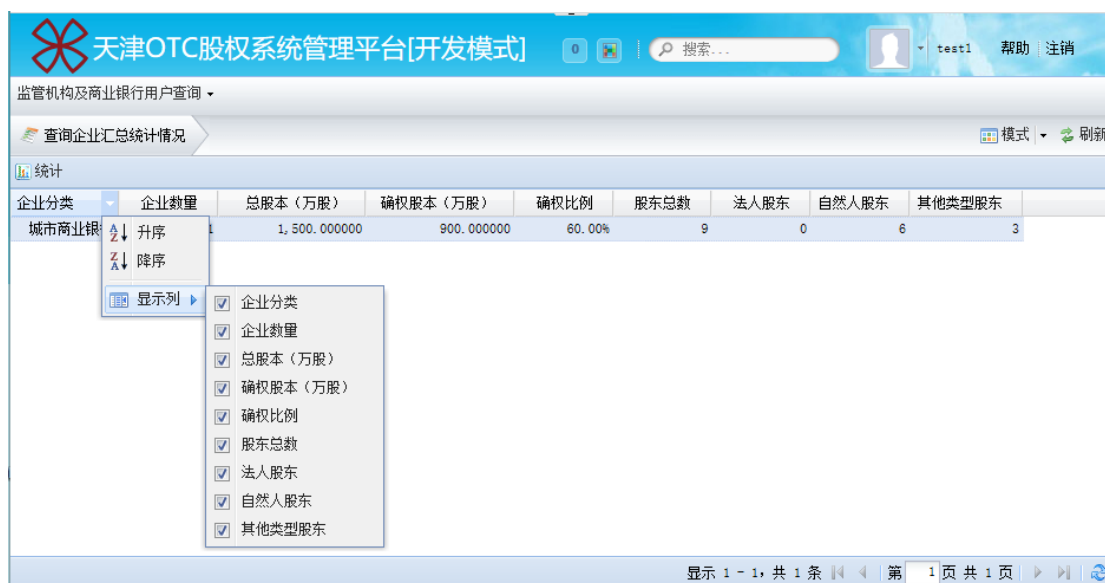 天津OTC股权系统管理平台[开发模式] 0 搜索... test1 帮助 注销
监管机构及商业银行用户查询
查询企业汇总统计情况 模式 刷新
统计
企业分类 企业数量 总股本（万股） 确权股本（万股） 确权比例 股东总数 法人股东 自然人股东 其他类型股东
城市商业银 1 1,500.000000 900.000000 60.00% 9 0 6 3
升序
降序
显示列
企业分类
企业数量
总股本（万股）
确权股本（万股）
确权比例
股东总数
法人股东
自然人股东
其他类型股东
显示 1 - 1，共 1 条 第 1 页 共 1 页